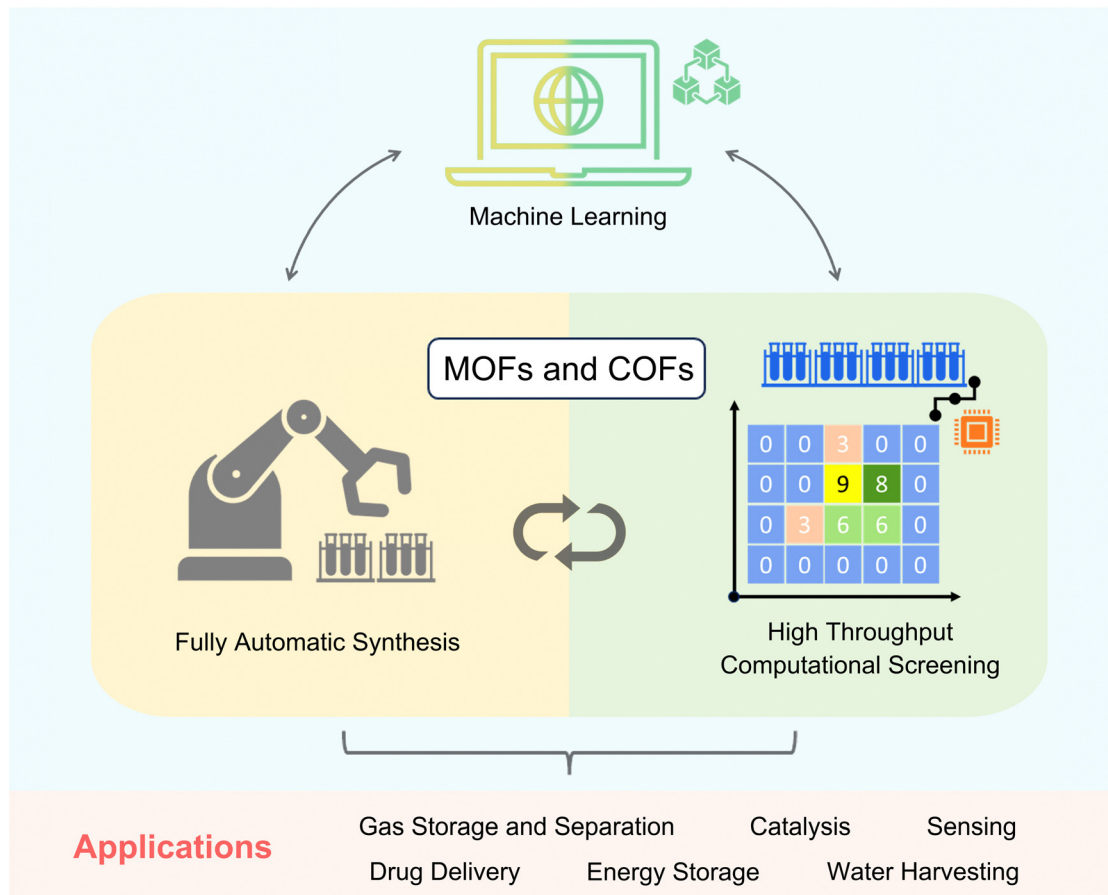 Machine Learning
MOFs and COFs
0 0 3 0 0
0 0 9 8 0
0 3 6 6 0
0 0 0 0 0
Fully Automatic Synthesis
High Throughput
Computational Screening
Applications
Gas Storage and Separation Catalysis Sensing
Drug Delivery Energy Storage Water Harvesting